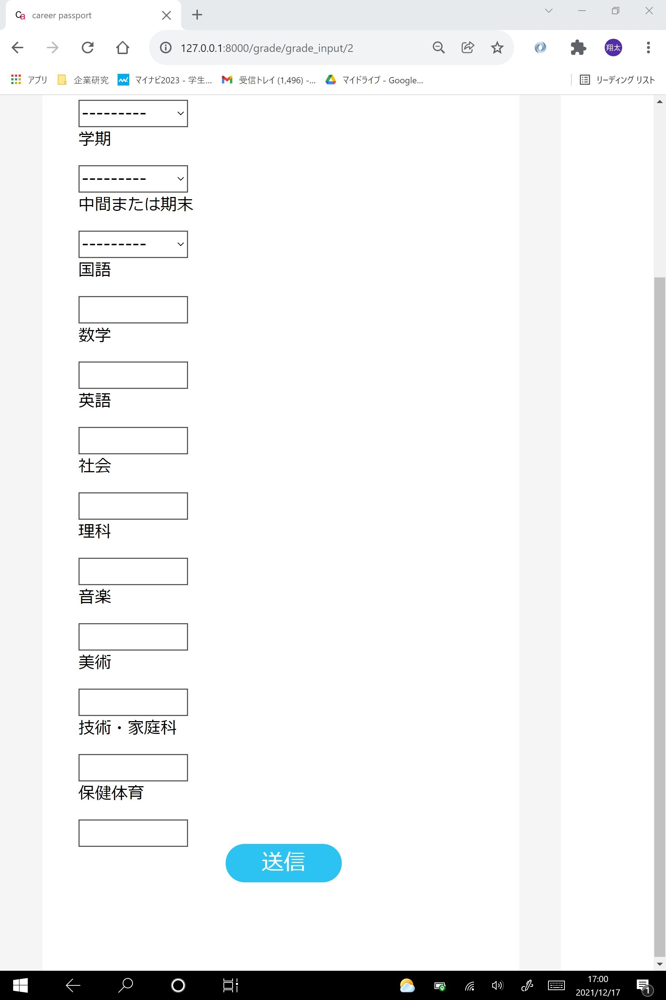 career passport
127.0.0.1:8000/grade/grade_input/2
翔太
アプリ 企業研究 マイナビ2023 - 学生... 受信トレイ (1,496) -... マイドライブ - Google... リーディング リスト
---------
学期
---------
中間または期末
---------
国語
数学
英語
社会
理科
音楽
美術
技術・家庭科
保健体育
送信
17:00
2021/12/17
1